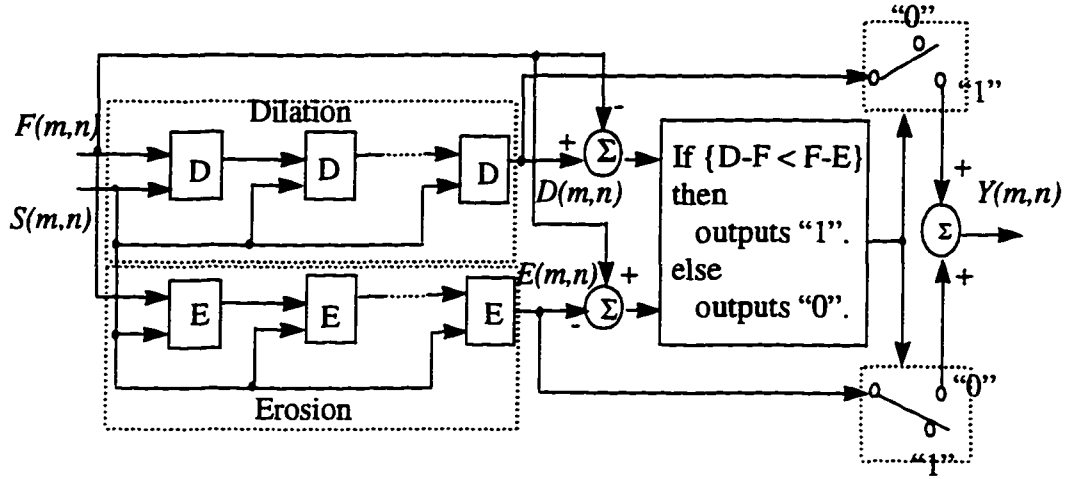 “0”
“1”
Dilation
F(m,n)
D
D
D
S(m,n)
-
+
Σ
D(m,n)
If {D-F < F-E}
then
outputs “1”.
else
outputs “0”.
+
Σ
Y(m,n)
+
E(m,n)
+
Σ
-
E
E
E
Erosion
“0”
“1”